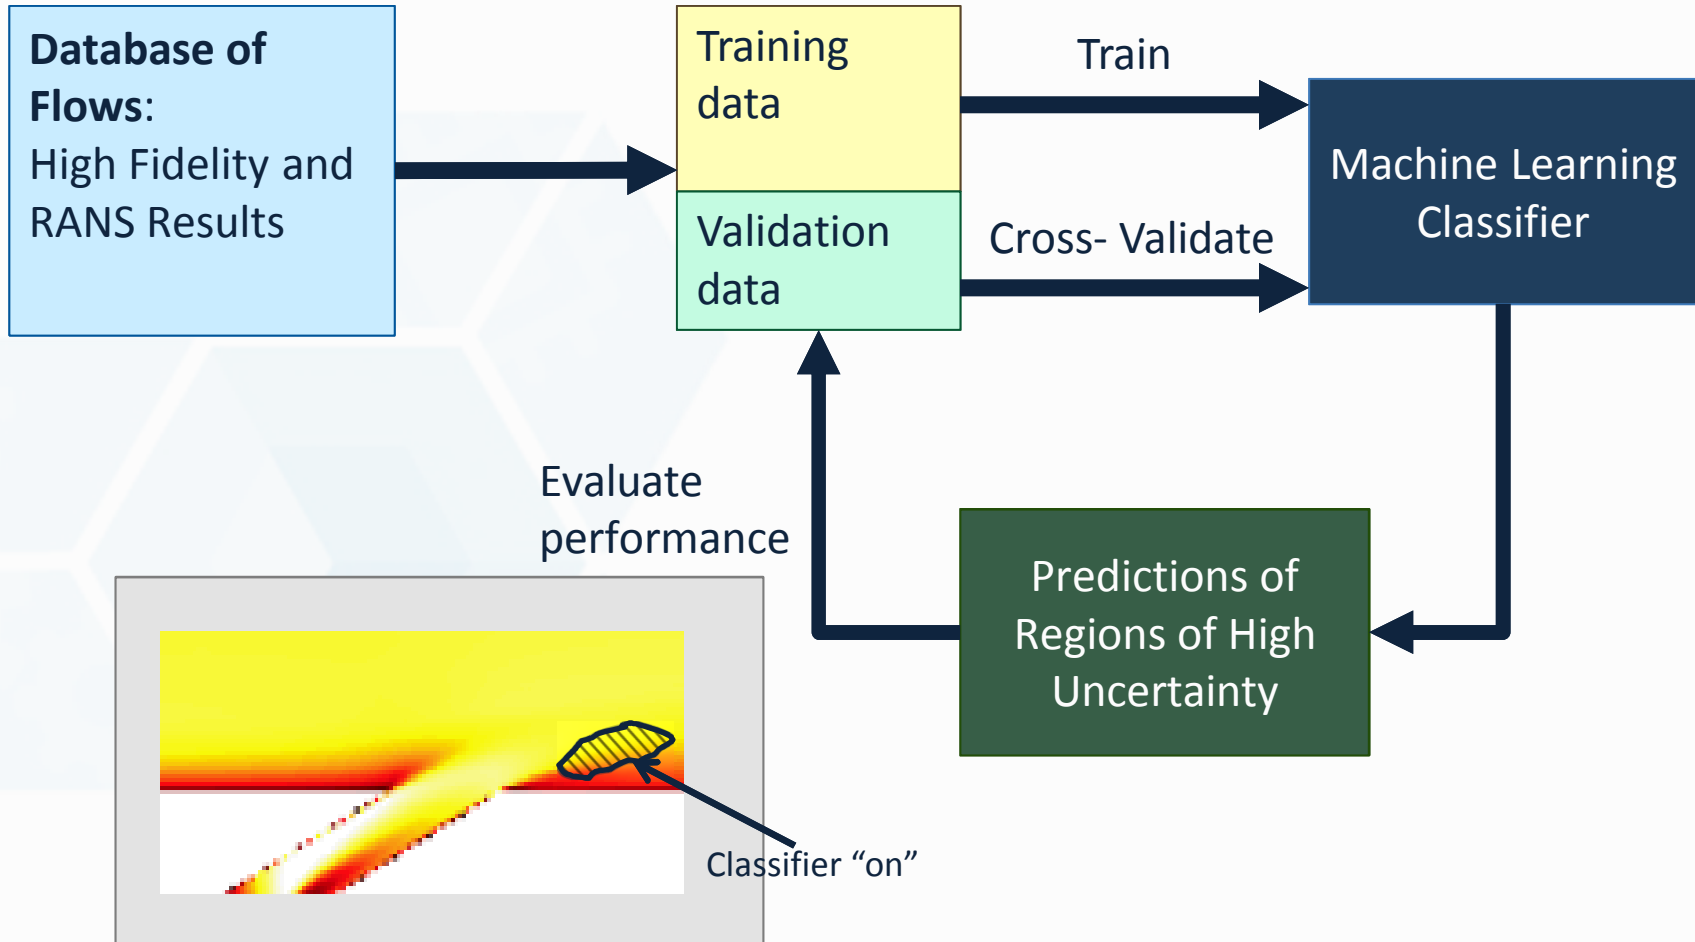 Database of
Flows:
High Fidelity and
RANS Results
Training
data
Validation
data
Train
Cross- Validate
Machine Learning
Classifier
Evaluate
performance
Predictions of
Regions of High
Uncertainty
Classifier “on”